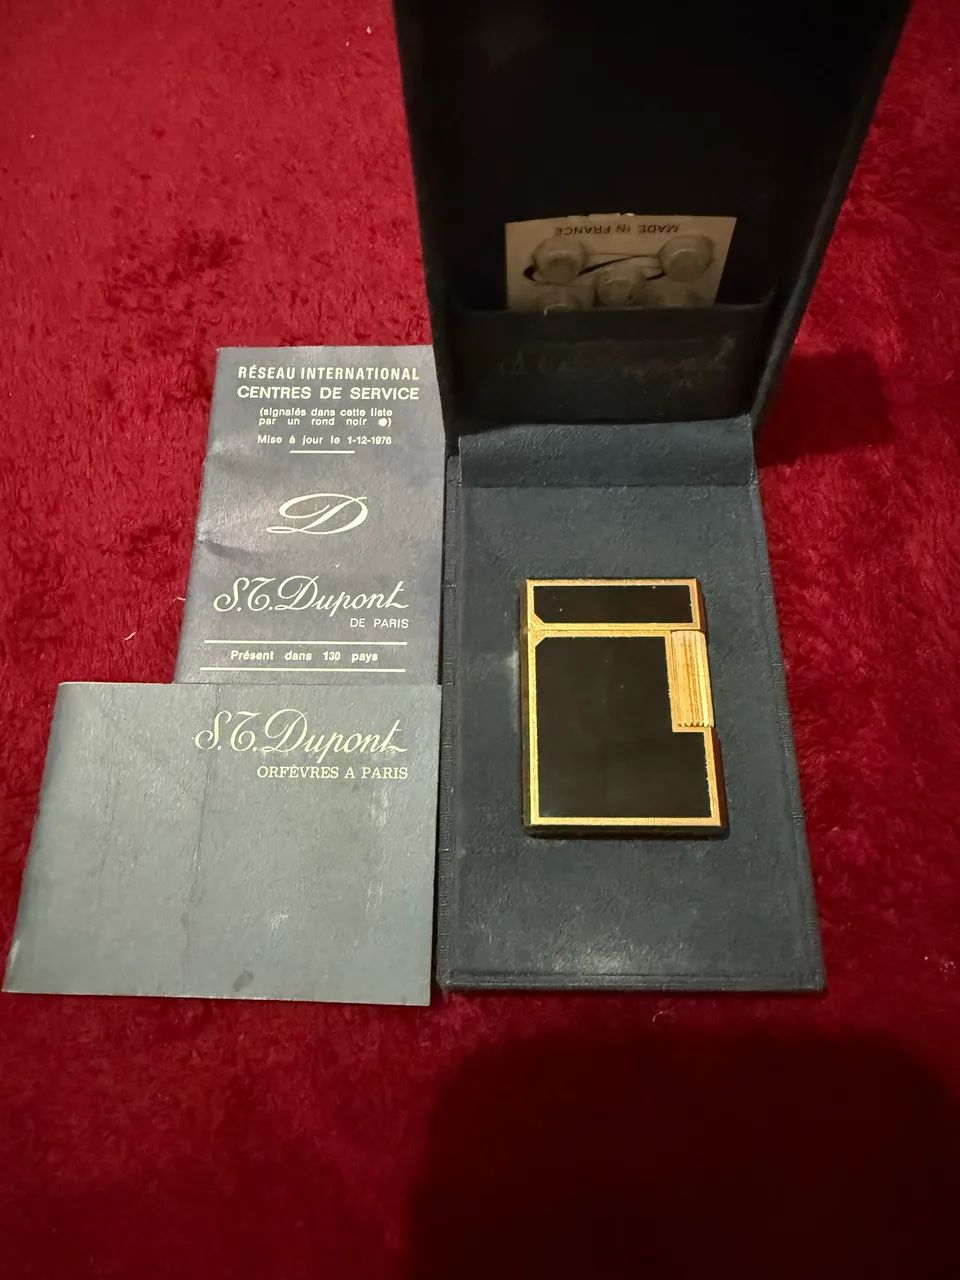 MADE IN FRANCE
RÉSEAU INTERNATIONAL
CENTRES DE SERVICE
(signalés dans cette liste
par un rond noir ●)
Mise à jour le 1-12-1976
D
S.T. Dupont
DE PARIS
Présent dans 130 pays
S.T. Dupont
ORFÈVRES A PARIS
S.T. Dupont